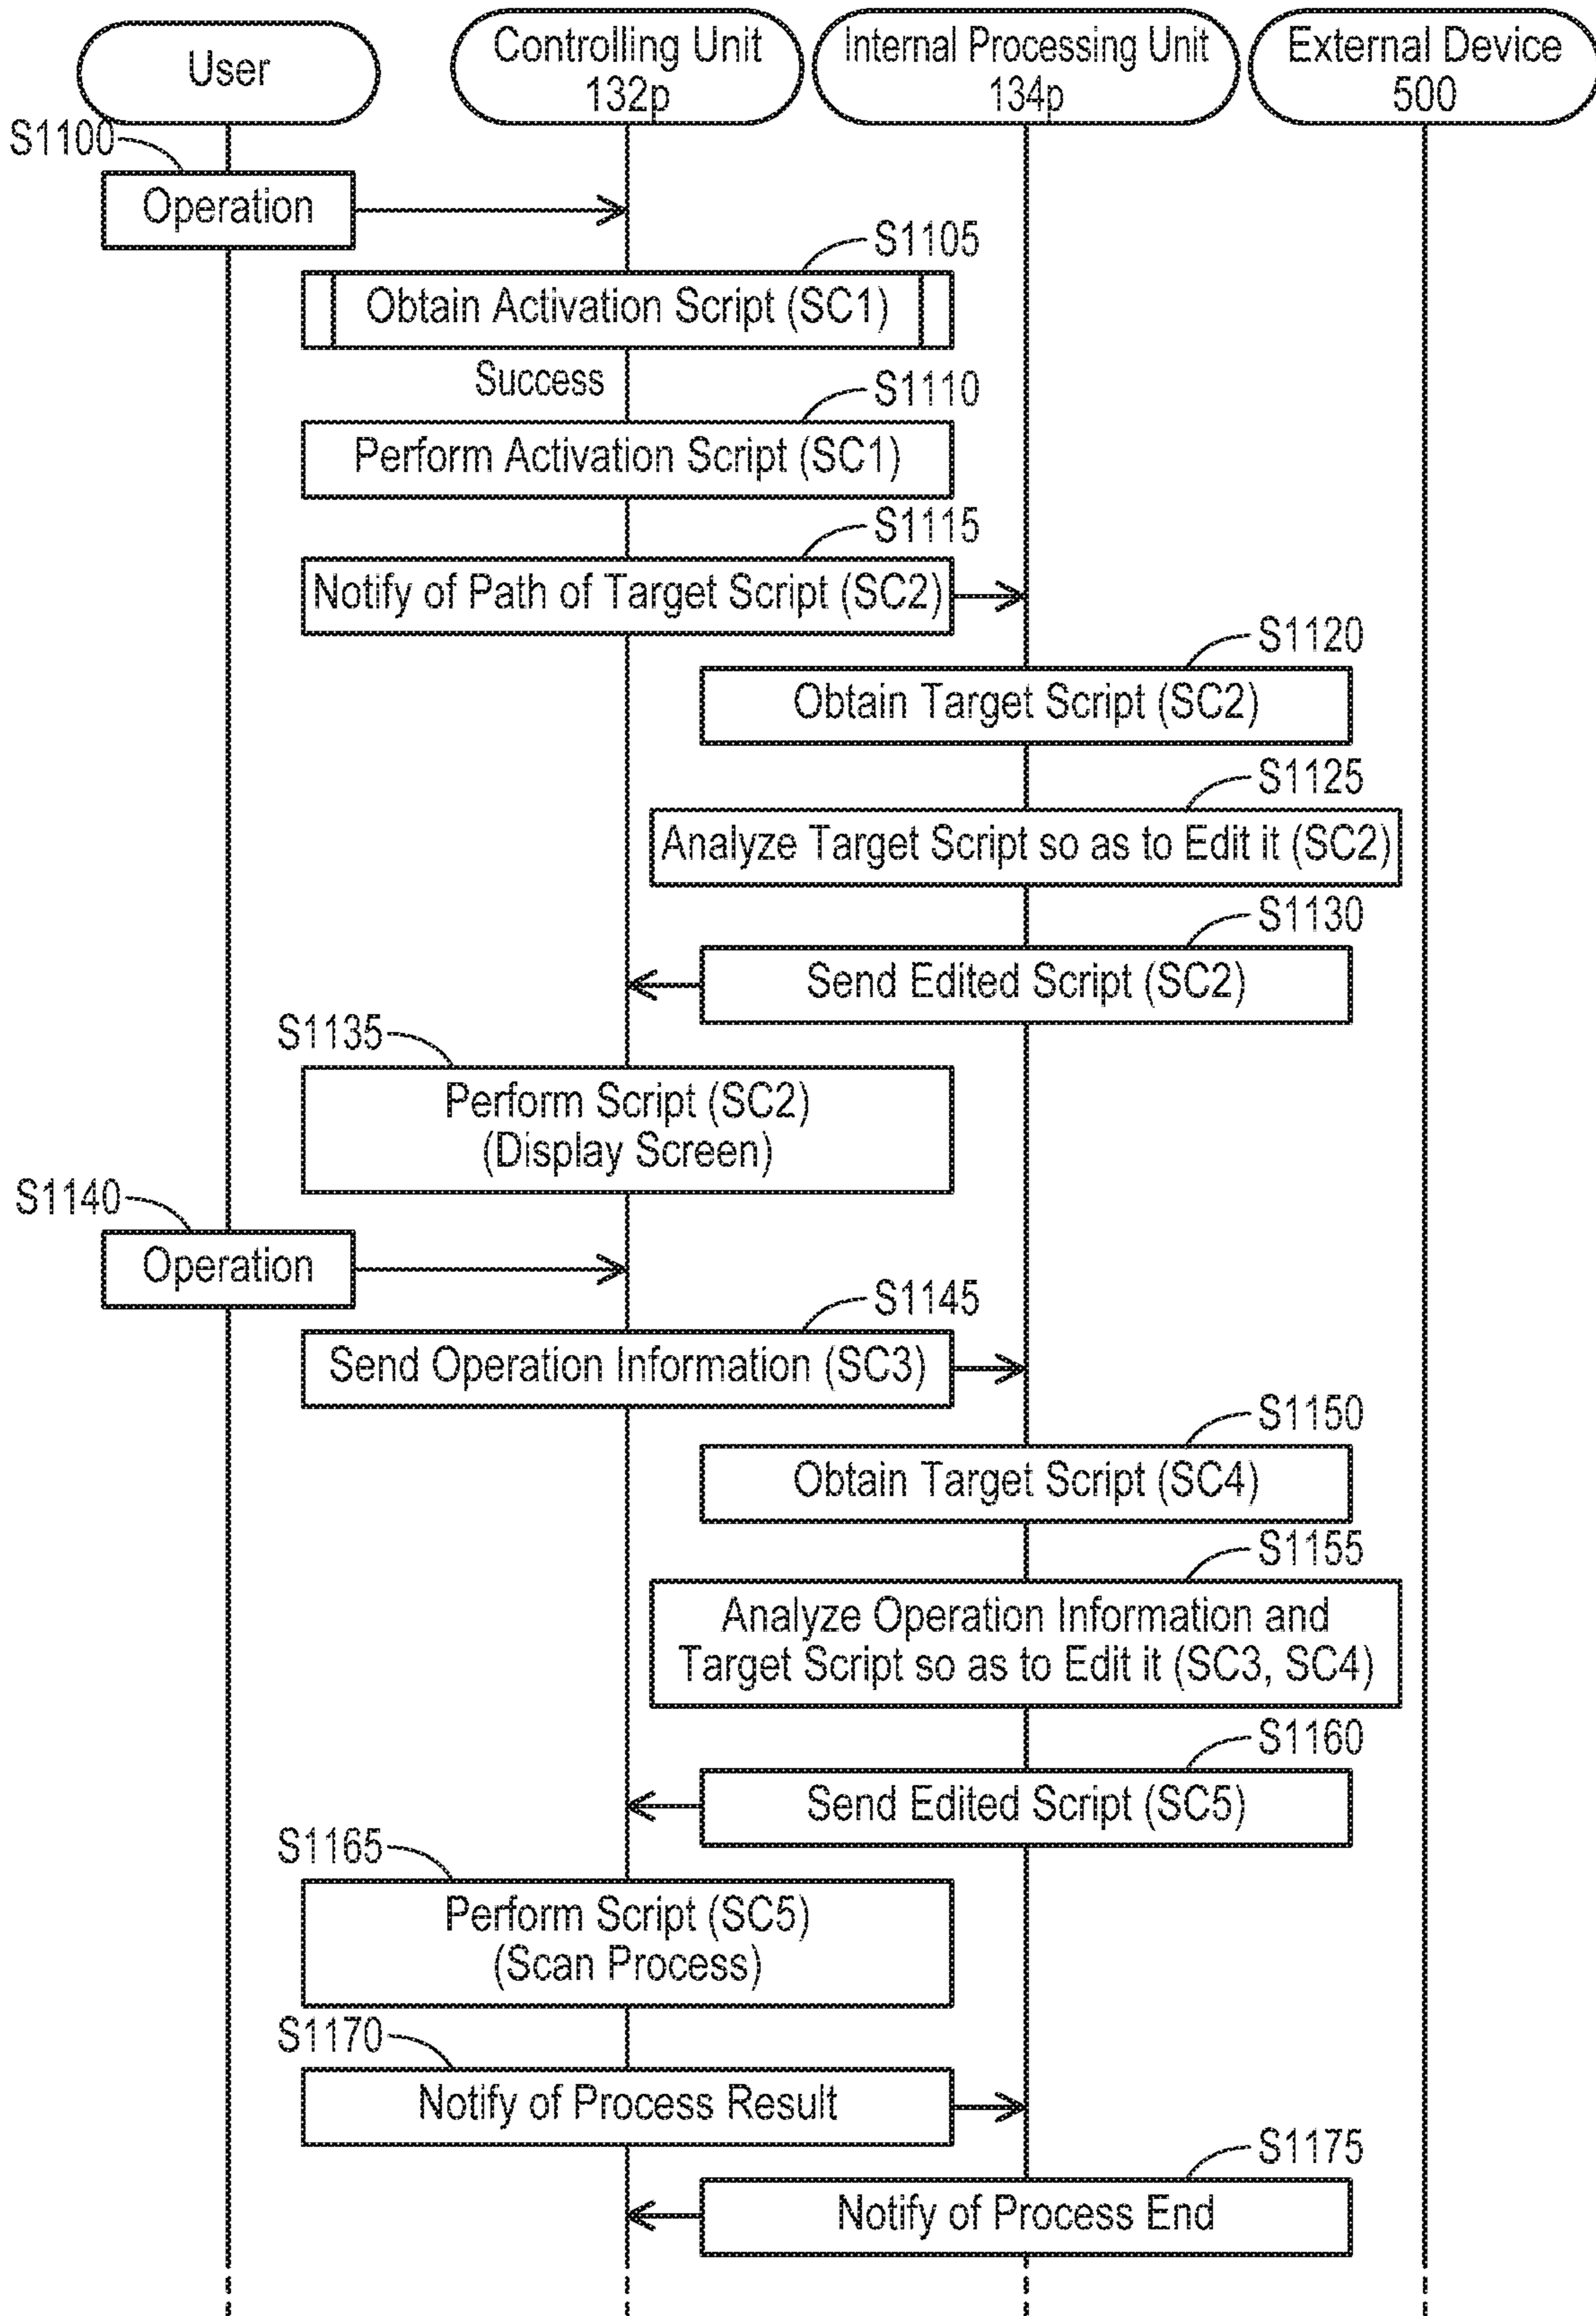 User
Controlling Unit
132p
Internal Processing Unit
134p
External Device
500
S1100
Operation
S1105
Obtain Activation Script (SC1)
Success
S1110
Perform Activation Script (SC1)
S1115
Notify of Path of Target Script (SC2)
S1120
Obtain Target Script (SC2)
S1125
Analyze Target Script so as to Edit it (SC2)
S1130
Send Edited Script (SC2)
S1135
Perform Script (SC2)
(Display Screen)
S1140
Operation
S1145
Send Operation Information (SC3)
S1150
Obtain Target Script (SC4)
S1155
Analyze Operation Information and
Target Script so as to Edit it (SC3, SC4)
S1160
Send Edited Script (SC5)
S1165
Perform Script (SC5)
(Scan Process)
S1170
Notify of Process Result
S1175
Notify of Process End